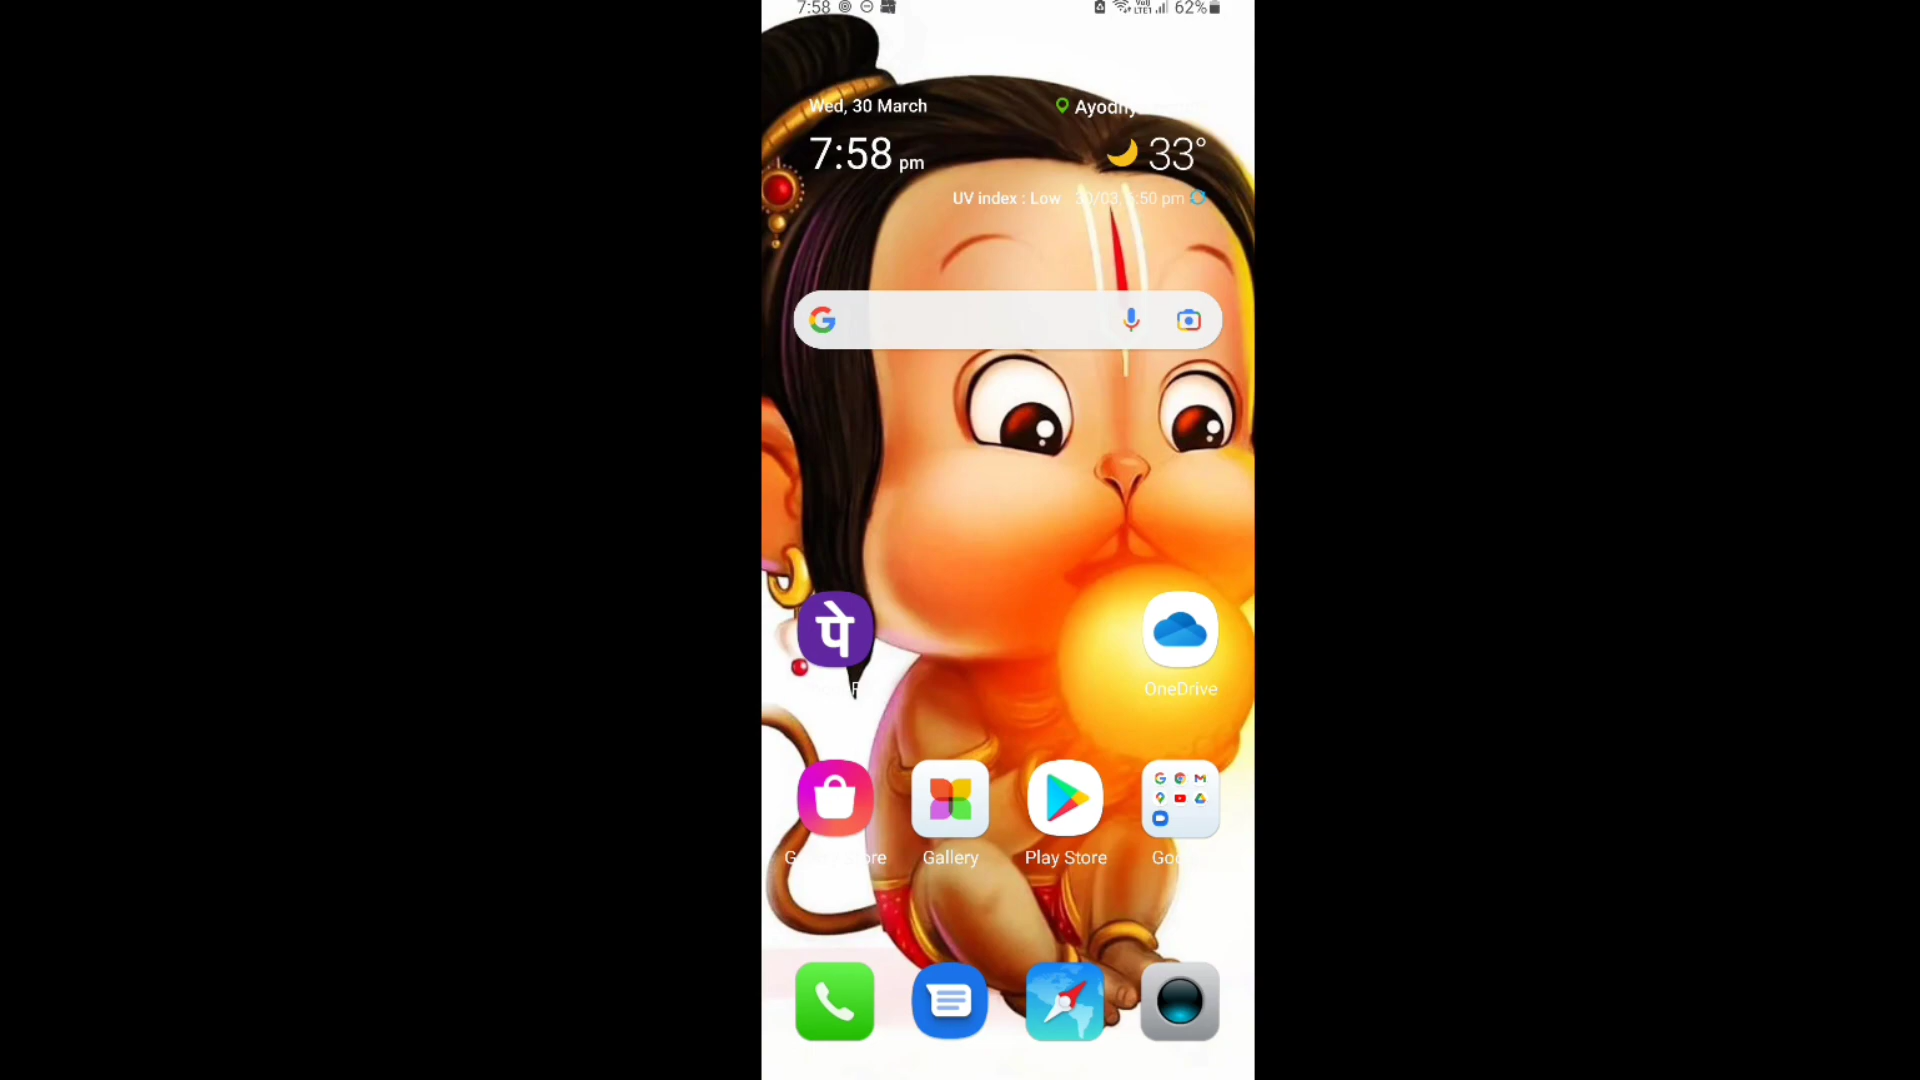 7:58 62%
Wed, 30 March
7:58 pm
33°
UV index : Low
पे
OneDrive
Gallery
Play Store